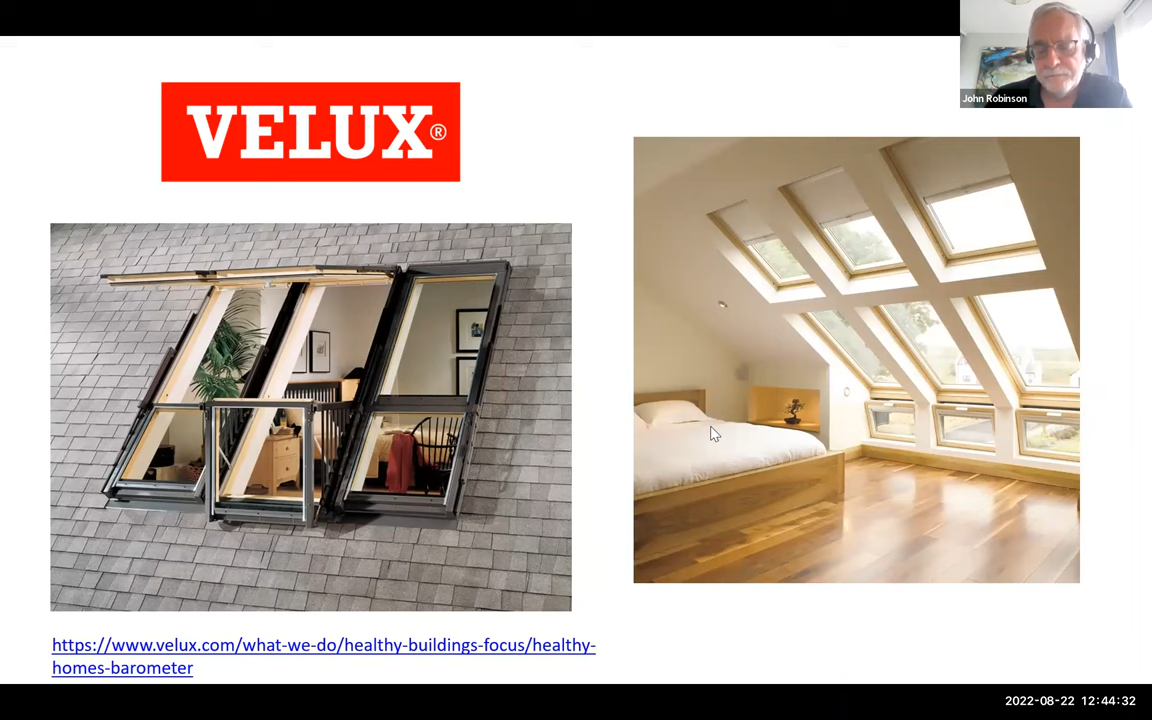 John Robinson
VELUX®
https://www.velux.com/what-we-do/healthy-buildings-focus/healthy-
homes-barometer
2022-08-22 12:44:32